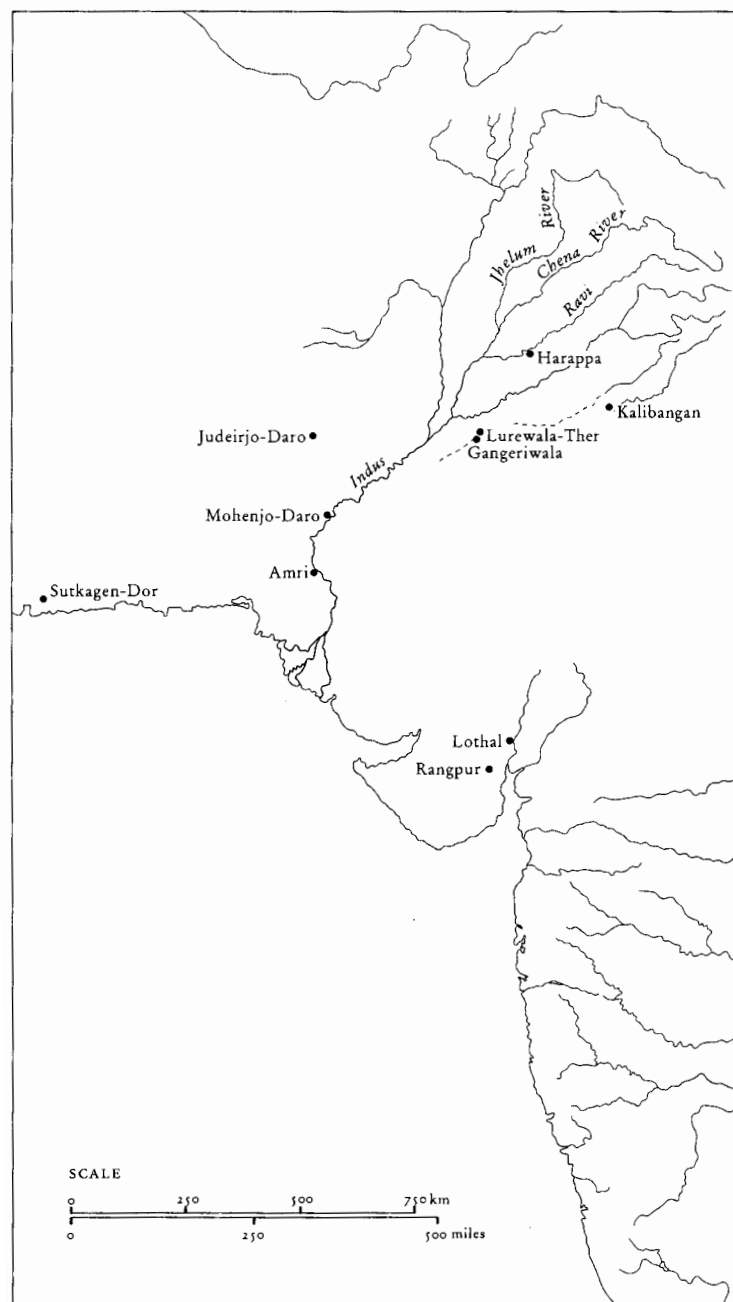 Jhelum River
Chena River
Ravi
Harappa
Kalibangan
Judeirjo-Daro
Lurewala-Ther
Gangeriwala
Indus
Mohenjo-Daro
Amri
Sutkagen-Dor
Lothal
Rangpur
SCALE
0 250 500 750 km
0 250 500 miles